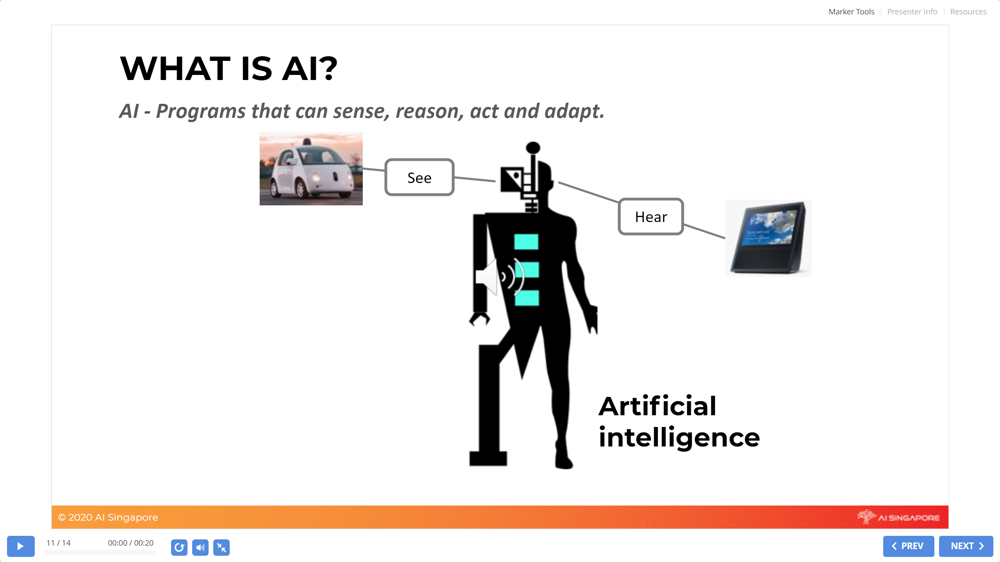 Marker Tools
Presenter Info
Resources
WHAT IS AI?
AI - Programs that can sense, reason, act and adapt.
See
Hear
Artificial
intelligence
© 2020 AI Singapore
AI SINGAPORE
11 / 14
00:00 / 00:20
PREV
NEXT